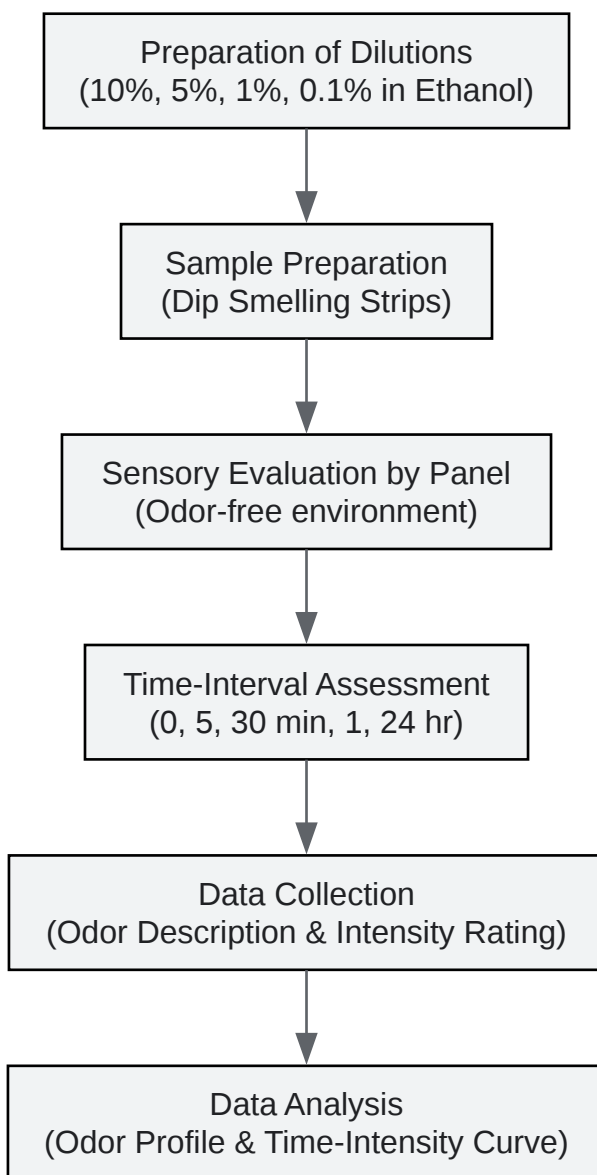 Preparation of Dilutions
(10%, 5%, 1%, 0.1% in Ethanol)
Sample Preparation
(Dip Smelling Strips)
Sensory Evaluation by Panel
(Odor-free environment)
Time-Interval Assessment
(0, 5, 30 min, 1, 24 hr)
Data Collection
(Odor Description & Intensity Rating)
Data Analysis
(Odor Profile & Time-Intensity Curve)